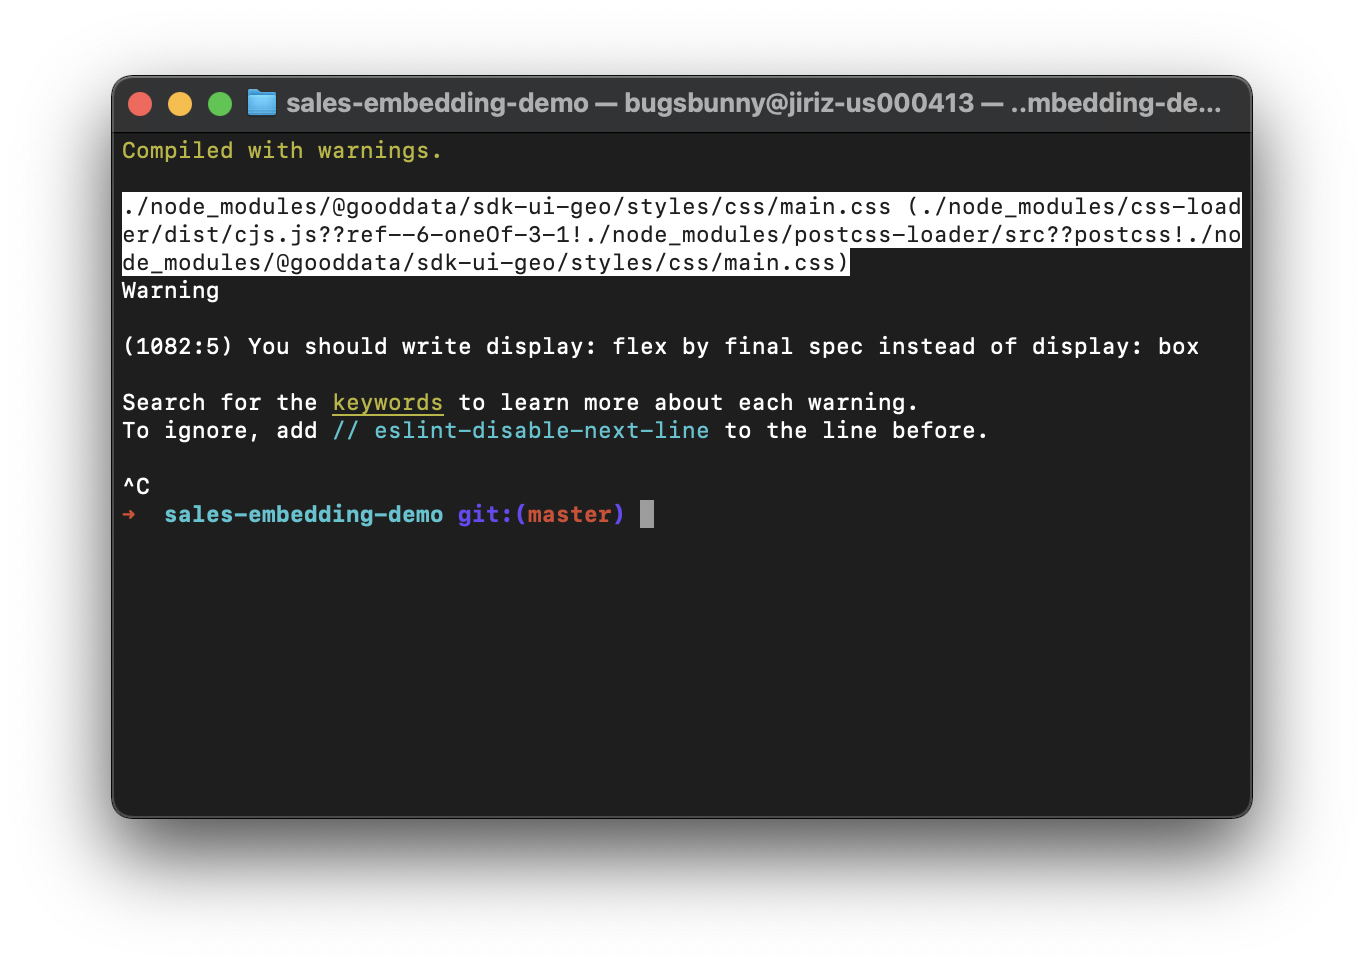 sales-embedding-demo — bugsbunny@jiriz-us000413 — ..mbedding-de...
Compiled with warnings.
./node_modules/@gooddata/sdk-ui-geo/styles/css/main.css (./node_modules/css-load
er/dist/cjs.js??ref--6-oneOf-3-1!./node_modules/postcss-loader/src??postcss!./no
de_modules/@gooddata/sdk-ui-geo/styles/css/main.css)
Warning
(1082:5) You should write display: flex by final spec instead of display: box
Search for the keywords to learn more about each warning.
To ignore, add // eslint-disable-next-line to the line before.
^C
➜  sales-embedding-demo git:(master)